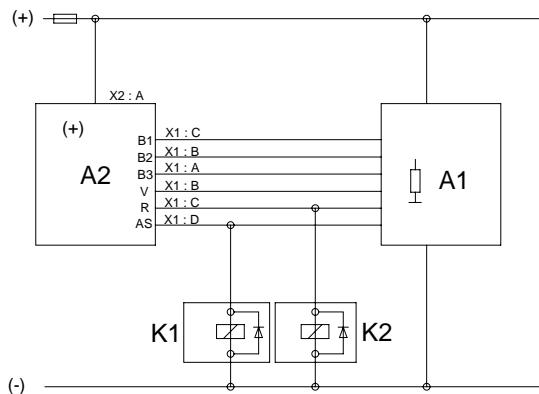 (+)
X2 : A
(+)
A2
B1 X1 : C
B2 X1 : B
B3 X1 : A
V X1 : B
R X1 : C
AS X1 : D
A1
K1
K2
(-)